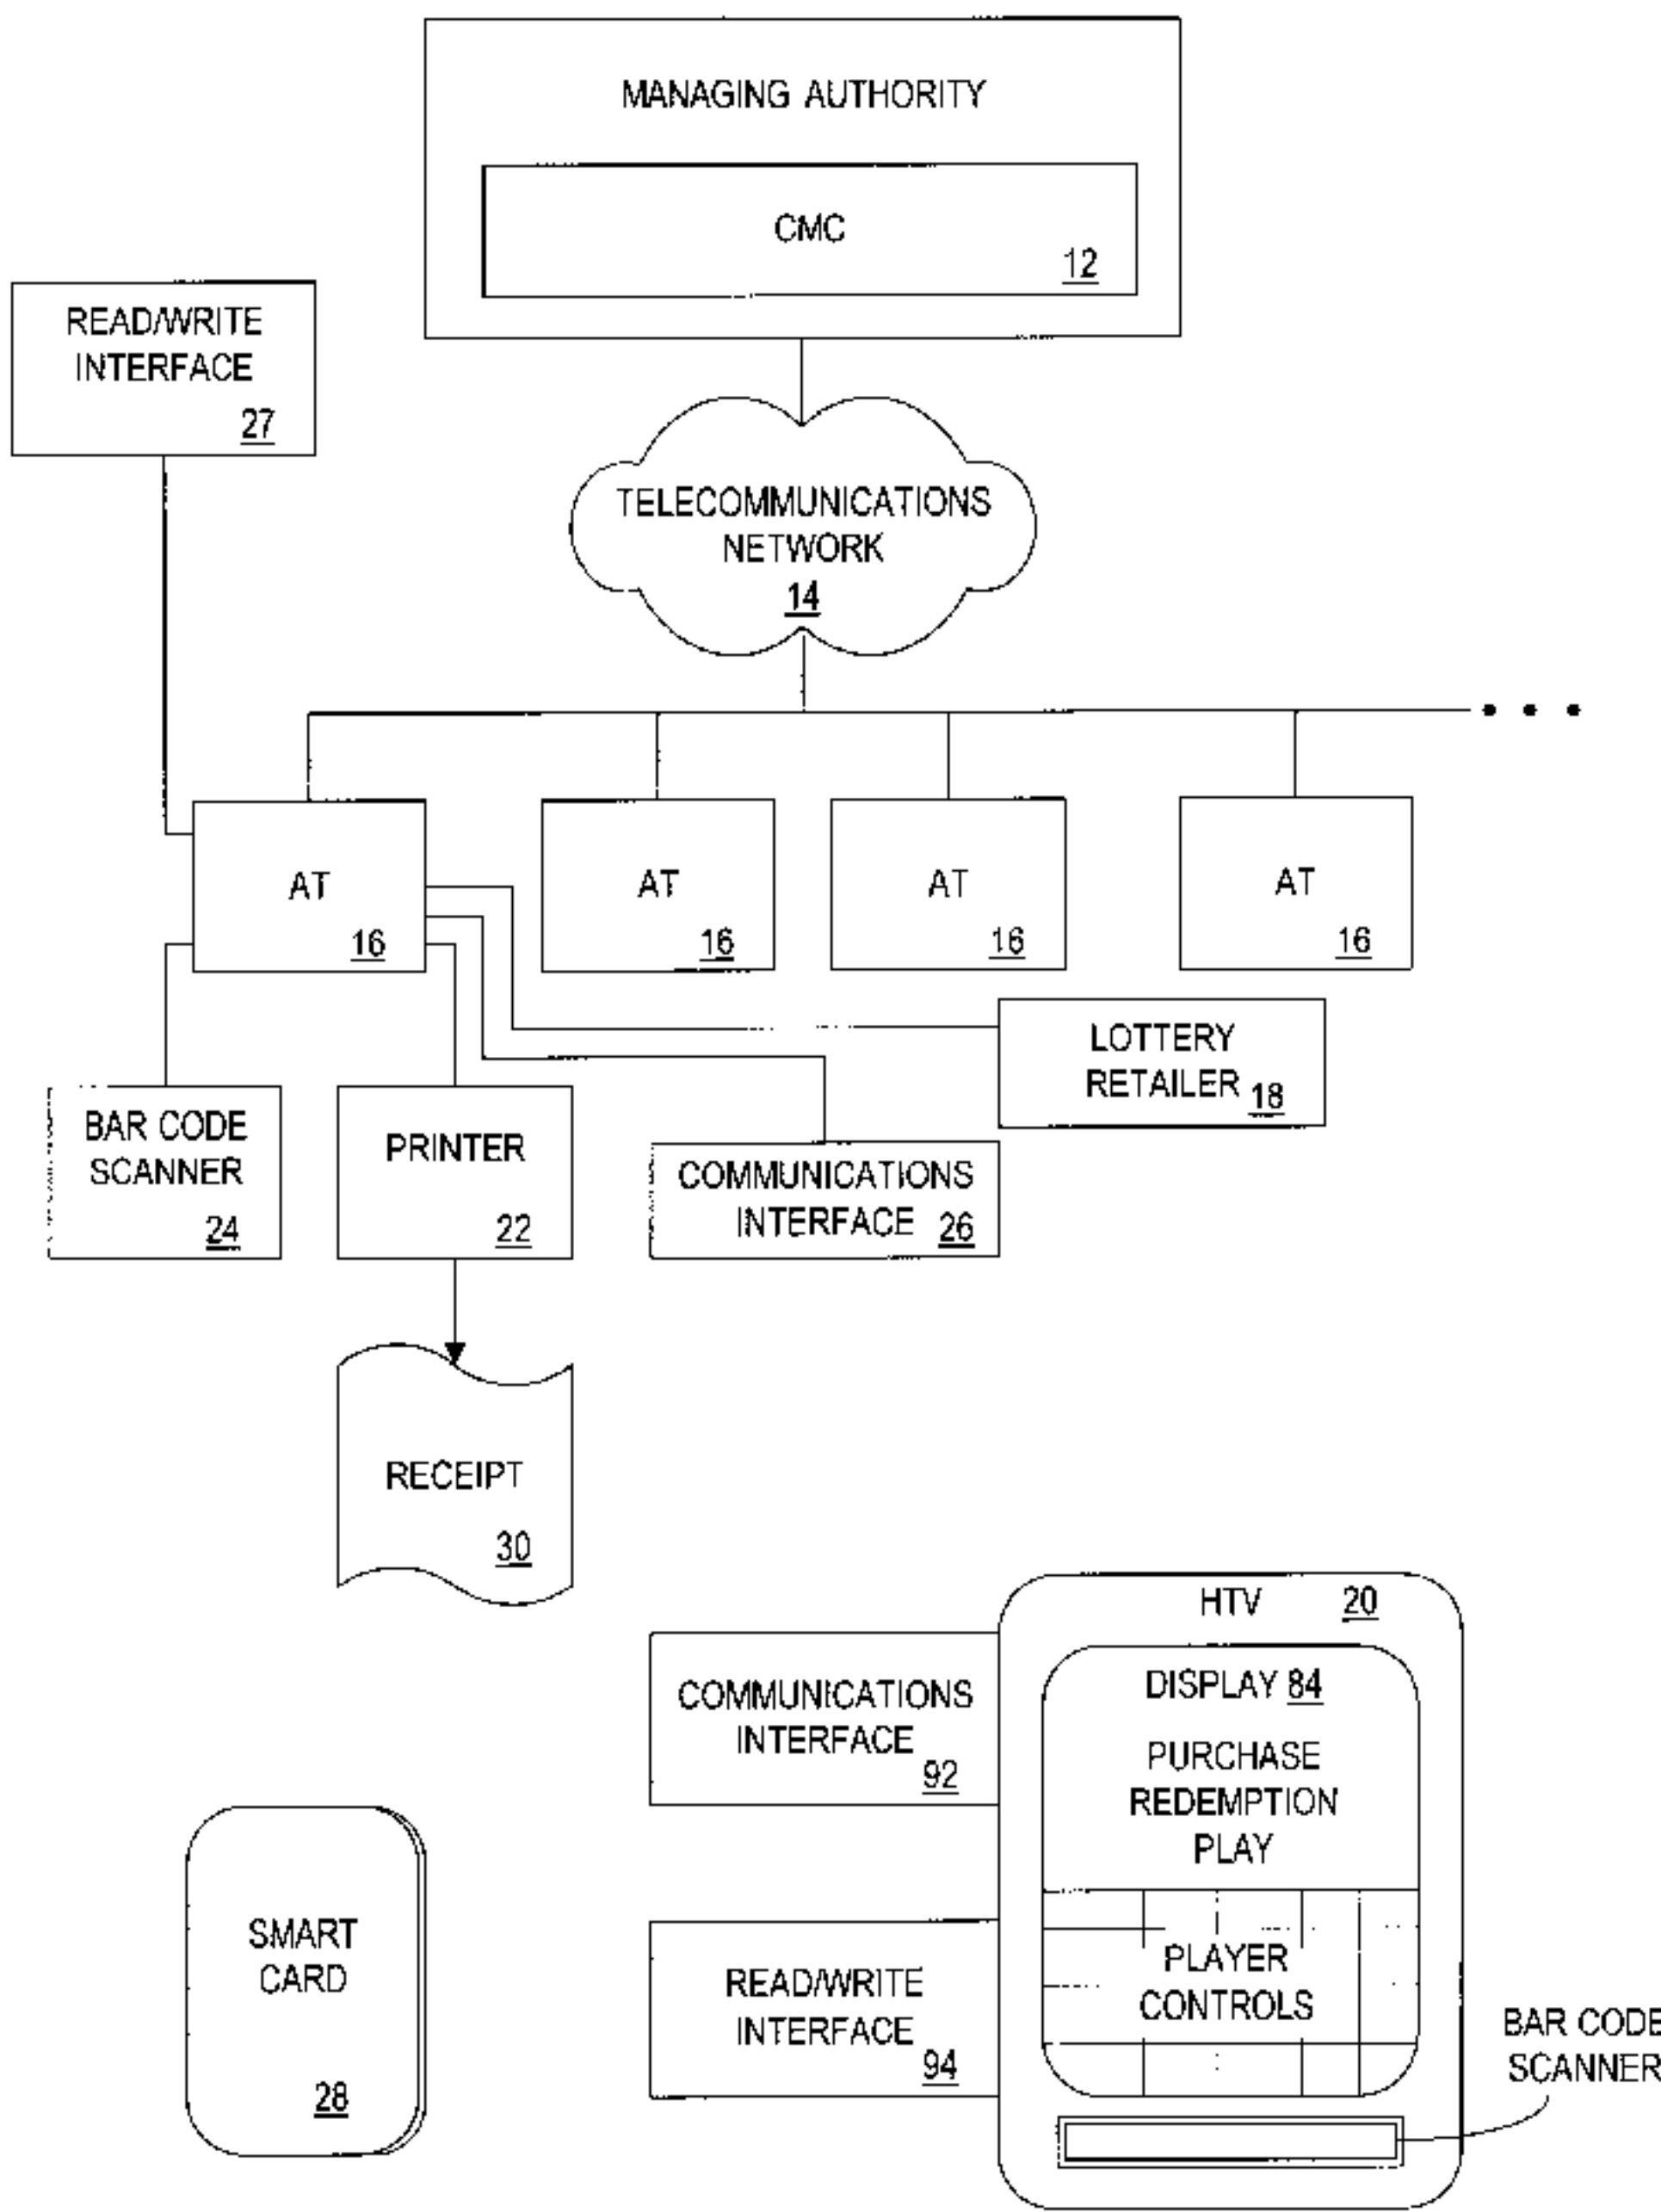 MANAGING AUTHORITY
CMC
12
READ/WRITE
INTERFACE
27
TELECOMMUNICATIONS
NETWORK
14
AT
16
AT
16
AT
16
AT
16
LOTTERY
RETAILER 18
BAR CODE
SCANNER
24
PRINTER
22
COMMUNICATIONS
INTERFACE 26
RECEIPT
30
HTV 20
DISPLAY 84
PURCHASE
REDEMPTION
PLAY
COMMUNICATIONS
INTERFACE
92
SMART
CARD
28
READ/WRITE
INTERFACE
94
PLAYER
CONTROLS
BAR CODE
SCANNER